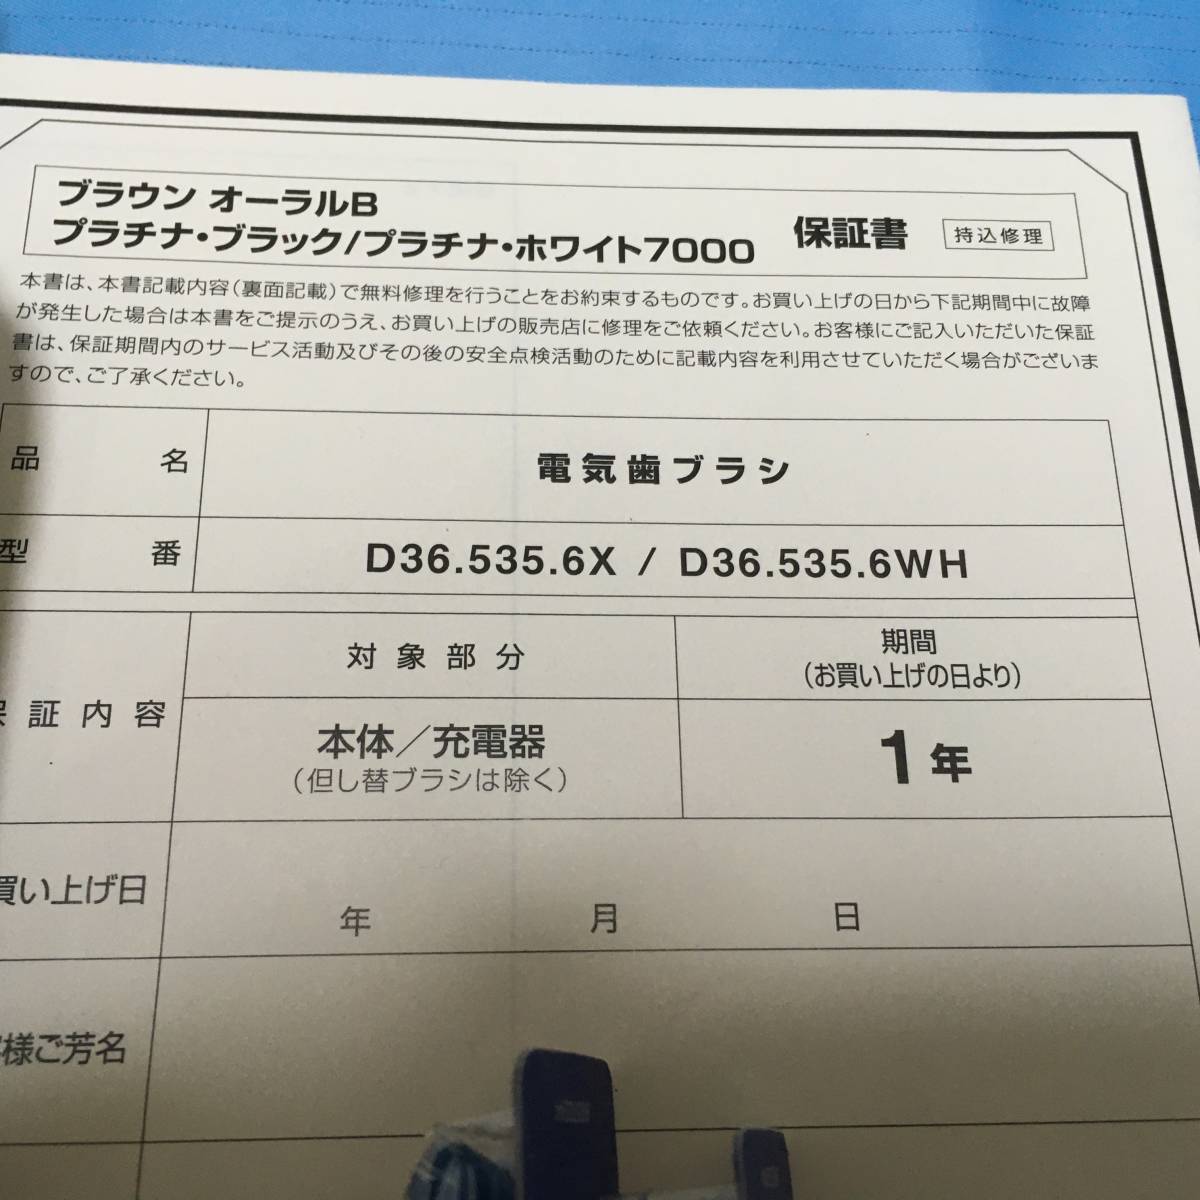 ブラウン オーラルB
プラチナ・ブラック/プラチナ・ホワイト7000
保証書
持込修理
本書は、本書記載内容(裏面記載)で無料修理を行うことをお約束するものです。お買い上げの日から下記期間中に故障
が発生した場合は本書をご提示のうえ、お買い上げの販売店に修理をご依頼ください。お客様にご記入いただいた保証
書は、保証期間内のサービス活動及びその後の安全点検活動のために記載内容を利用させていただく場合がございま
すので、ご了承ください。
品名
電気歯ブラシ
型番
D36.535.6X / D36.535.6WH
保証内容
対象部分
期間
(お買い上げの日より)
本体/充電器
(但し替ブラシは除く)
1年
買い上げ日
年 月 日
様ご芳名